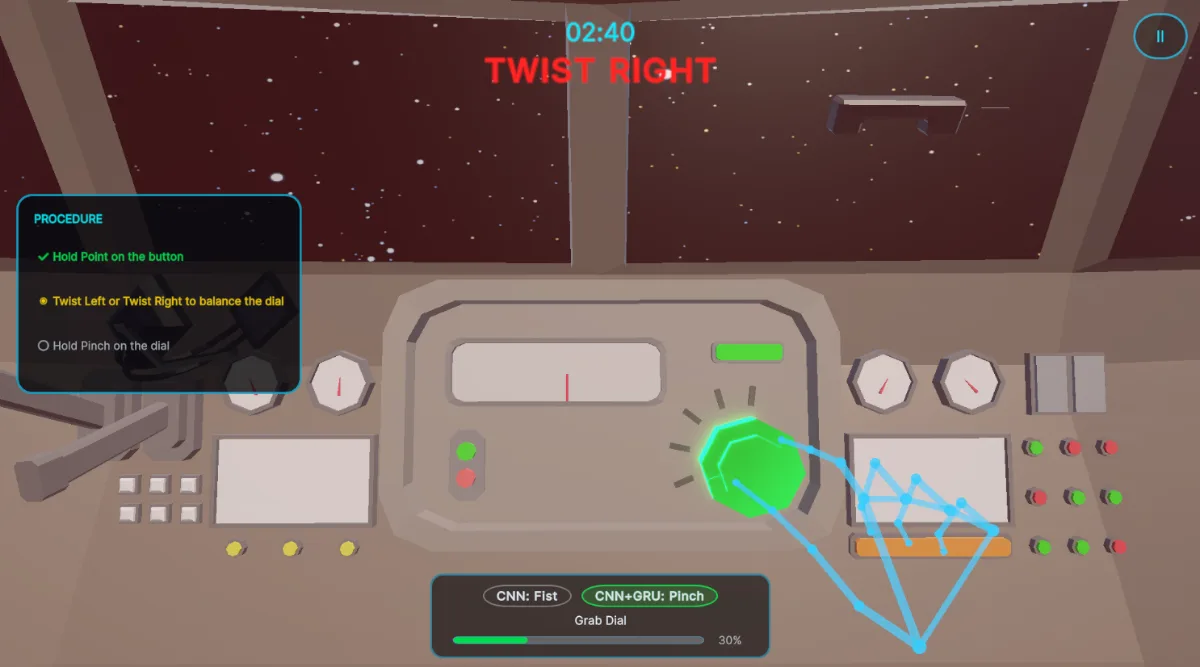 02:40
TWIST RIGHT
PROCEDURE
Hold Point on the button
Twist Left or Twist Right to balance the dial
Hold Pinch on the dial
CNN: Fist
CNN+GRU: Pinch
Grab Dial
30%